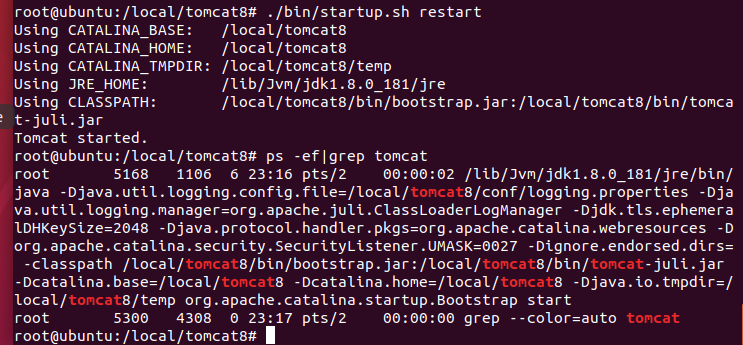 root@ubuntu:/local/tomcat8# ./bin/startup.sh restart
Using CATALINA_BASE:   /local/tomcat8
Using CATALINA_HOME:   /local/tomcat8
Using CATALINA_TMPDIR: /local/tomcat8/temp
Using JRE_HOME:        /lib/Jvm/jdk1.8.0_181/jre
Using CLASSPATH:       /local/tomcat8/bin/bootstrap.jar:/local/tomcat8/bin/tomca
t-juli.jar
Tomcat started.
root@ubuntu:/local/tomcat8# ps -ef|grep tomcat
root       5168   1106  6 23:16 pts/2    00:00:02 /lib/Jvm/jdk1.8.0_181/jre/bin/
java -Djava.util.logging.config.file=/local/tomcat8/conf/logging.properties -Dja
va.util.logging.manager=org.apache.juli.ClassLoaderLogManager -Djdk.tls.ephemera
lDHKeySize=2048 -Djava.protocol.handler.pkgs=org.apache.catalina.webresources -D
org.apache.catalina.security.SecurityListener.UMASK=0027 -Dignore.endorsed.dirs=
 -classpath /local/tomcat8/bin/bootstrap.jar:/local/tomcat8/bin/tomcat-juli.jar
-Dcatalina.base=/local/tomcat8 -Dcatalina.home=/local/tomcat8 -Djava.io.tmpdir=/
local/tomcat8/temp org.apache.catalina.startup.Bootstrap start
root       5300   4308  0 23:17 pts/2    00:00:00 grep --color=auto tomcat
root@ubuntu:/local/tomcat8#